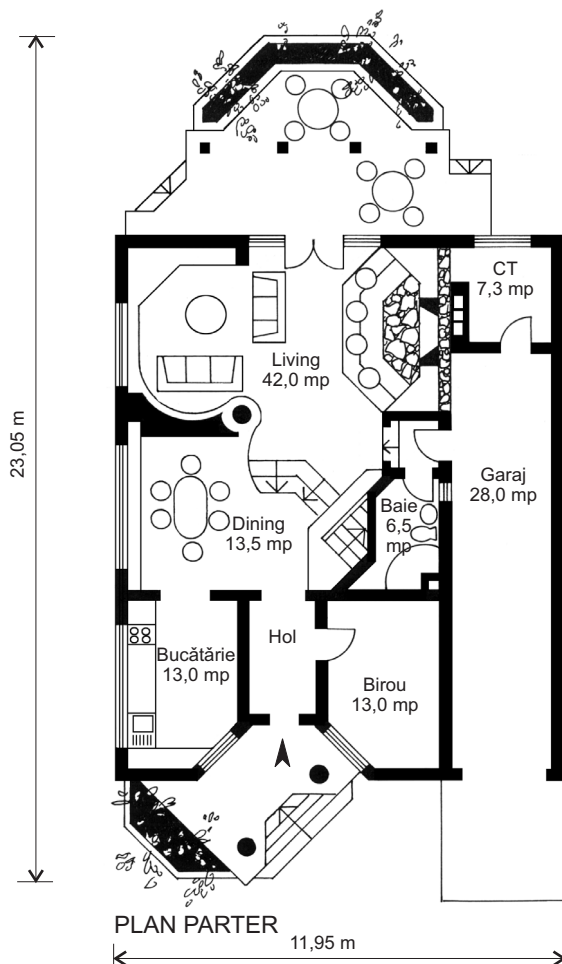 CT
7,3 mp
Living
42,0 mp
23,05 m
Garaj
28,0 mp
Baie
6,5
mp
Dining
13,5 mp
Hol
Bucătărie
13,0 mp
Birou
13,0 mp
PLAN PARTER
11,95 m